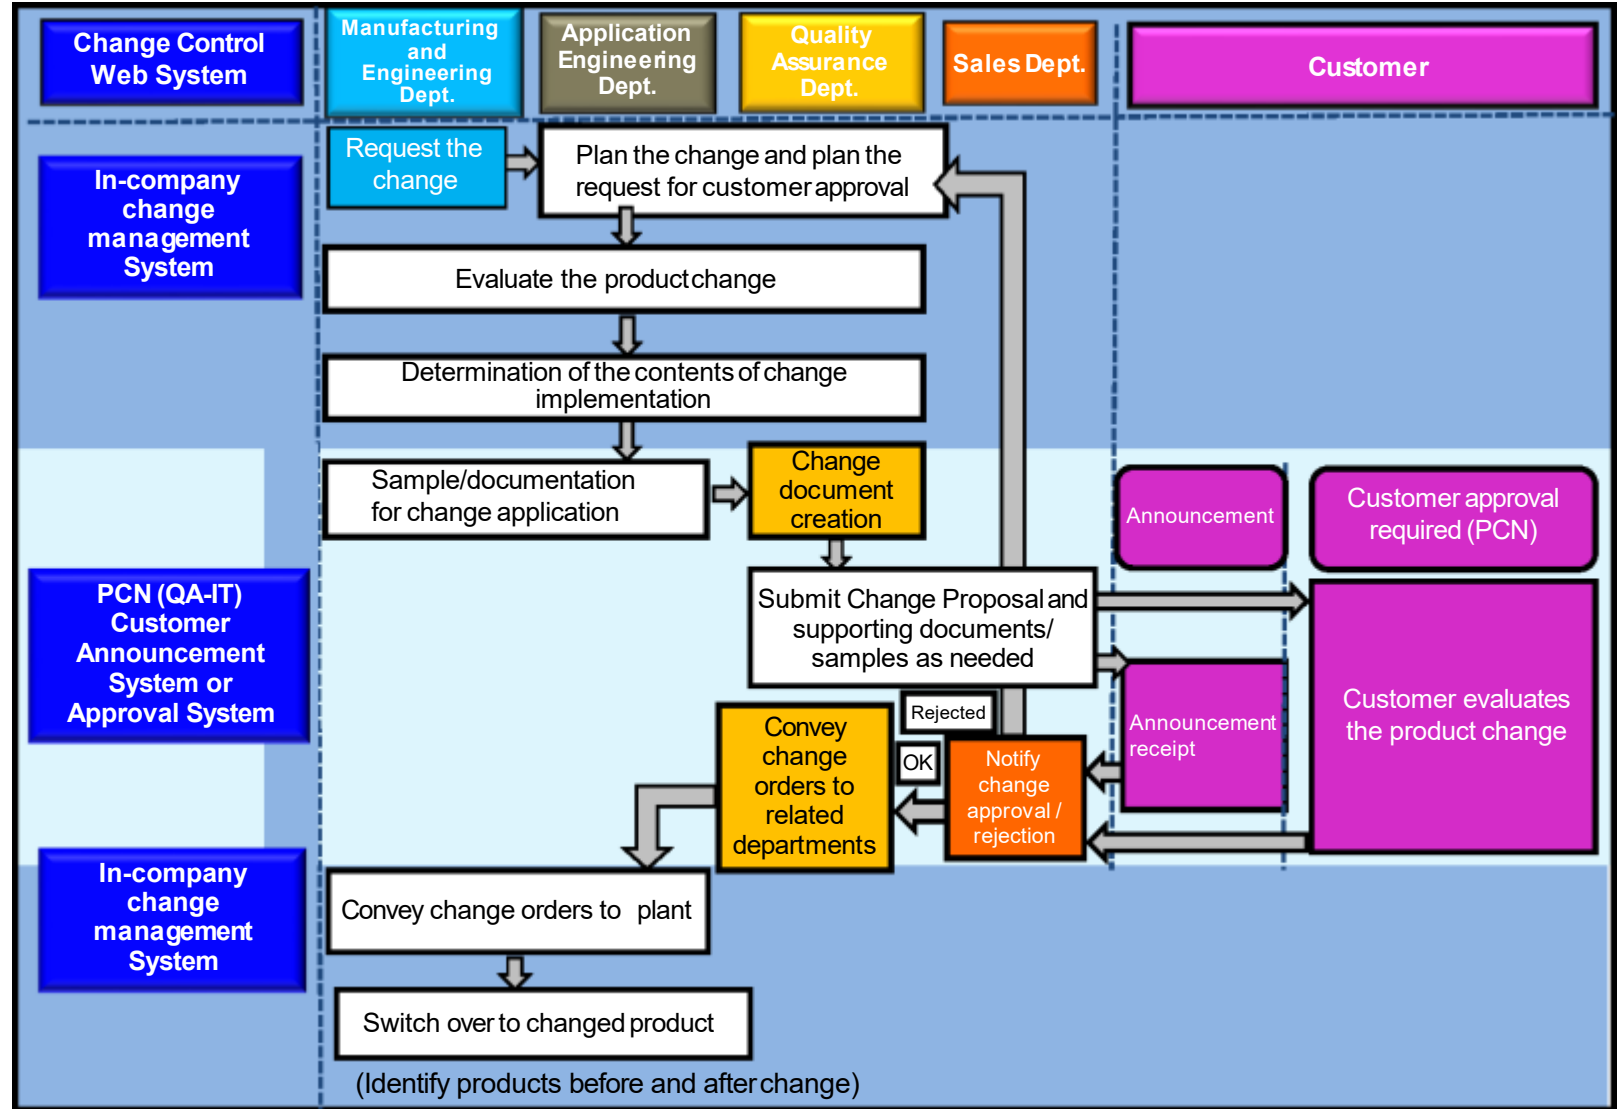 Change Control
Web System
Manufacturing
and
Engineering
Dept.
Application
Engineering
Dept.
Quality
Assurance
Dept.
Sales Dept.
Customer
In-company
change
management
System
Request the
change
Plan the change and plan the
request for customer approval
Evaluate the product change
Determination of the contents of change
implementation
Sample/documentation
for change application
Change
document
creation
Announcement
Customer approval
required (PCN)
PCN (QA-IT)
Customer
Announcement
System or
Approval System
Submit Change Proposal and
supporting documents/
samples as needed
Announcement
receipt
Customer evaluates
the product change
Rejected
OK
Notify
change
approval /
rejection
Convey
change
orders to
related
departments
In-company
change
management
System
Convey change orders to plant
Switch over to changed product
(Identify products before and after change)